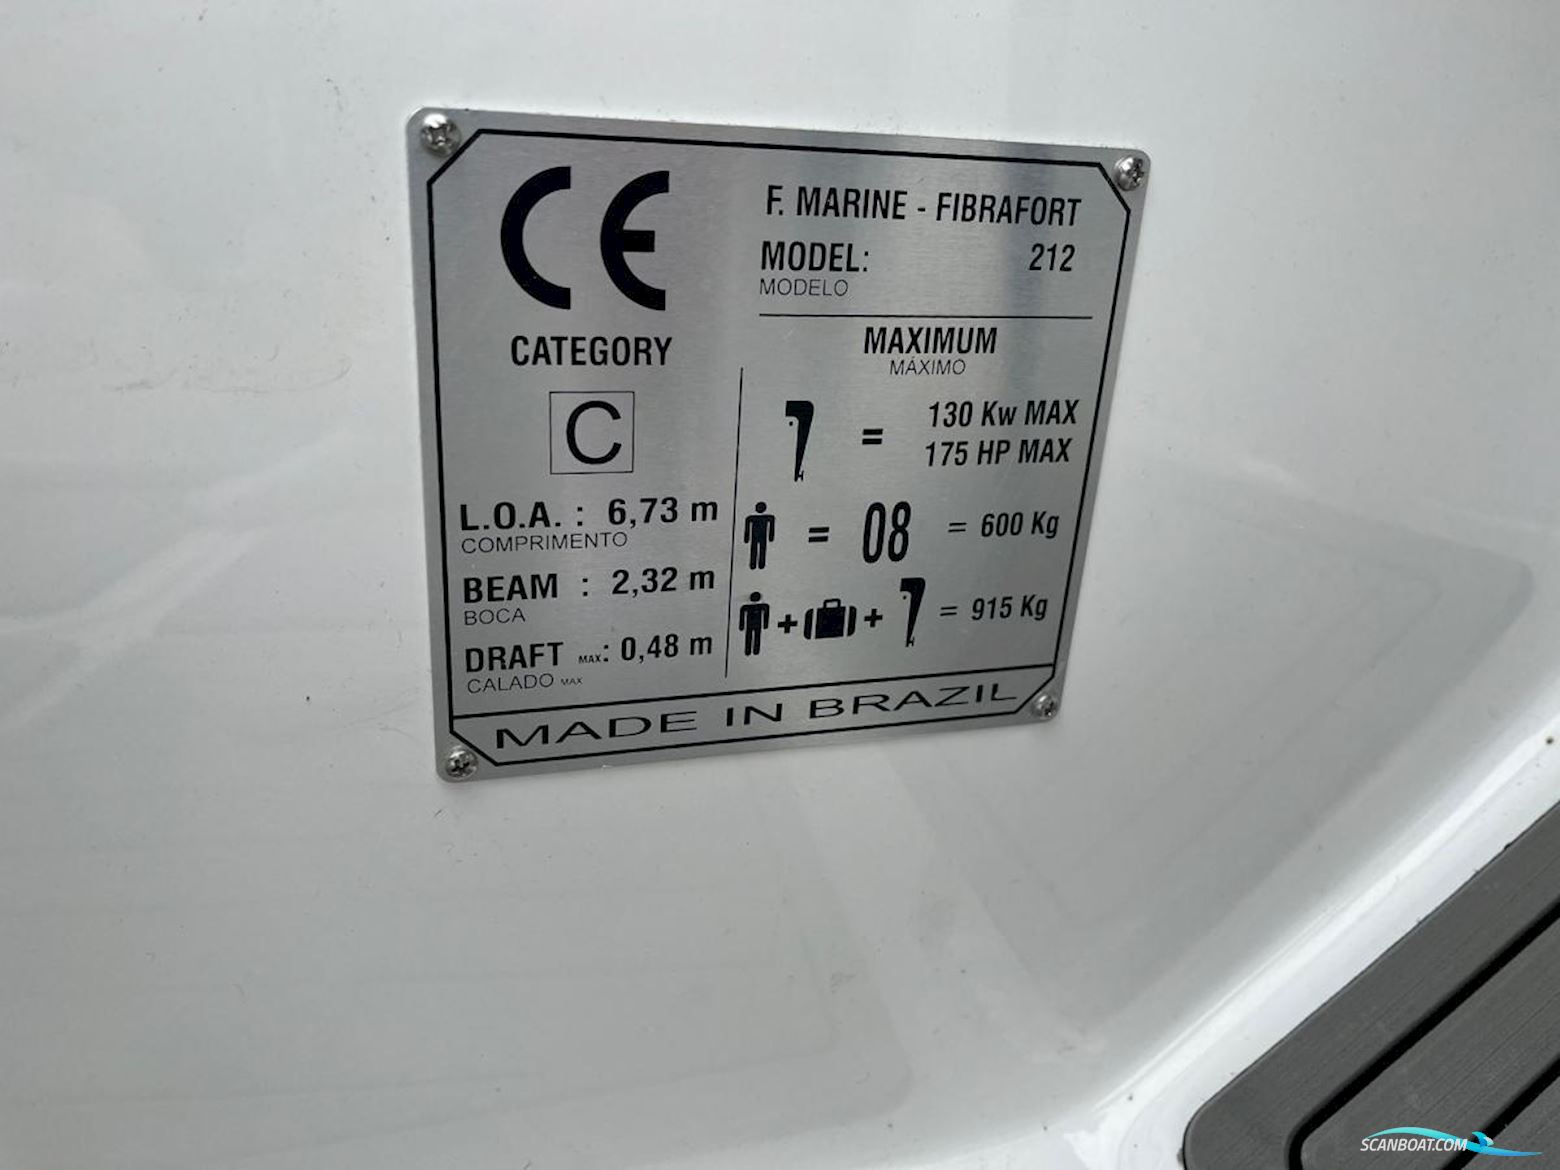 CE
CATEGORY
C
L.O.A. : 6,73 m
COMPRIMENTO
BEAM : 2,32 m
BOCA
DRAFT MAX: 0,48 m
CALADO MAX
F. MARINE - FIBRAFORT
MODEL: 212
MODELO
MAXIMUM
MÁXIMO
= 130 Kw MAX
175 HP MAX
= 08 = 600 Kg
+ + = 915 Kg
MADE IN BRAZIL
SCANBOAT.COM